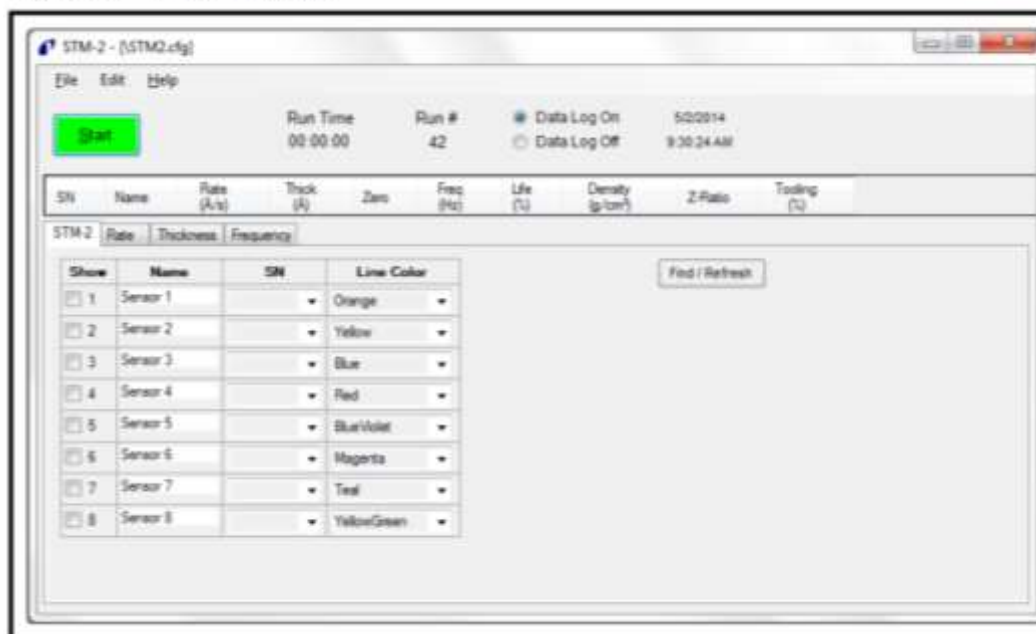 STM-2 - [\STM2.cfg]
File Edit Help
Start
Run Time
00:00:00
Run #
42
Data Log On
Data Log Off
5/2/2014
9:30:24 AM
SN Name Rate (Å/s) Thick (Å) Zero Freq (Hz) Life (%) Density (g/cm³) Z-Ratio Tooling (%)
STM-2 Rate Thickness Frequency
Show Name SN Line Color
1 Sensor 1 Orange
2 Sensor 2 Yellow
3 Sensor 3 Blue
4 Sensor 4 Red
5 Sensor 5 BlueViolet
6 Sensor 6 Magenta
7 Sensor 7 Teal
8 Sensor 8 YellowGreen
Find / Refresh